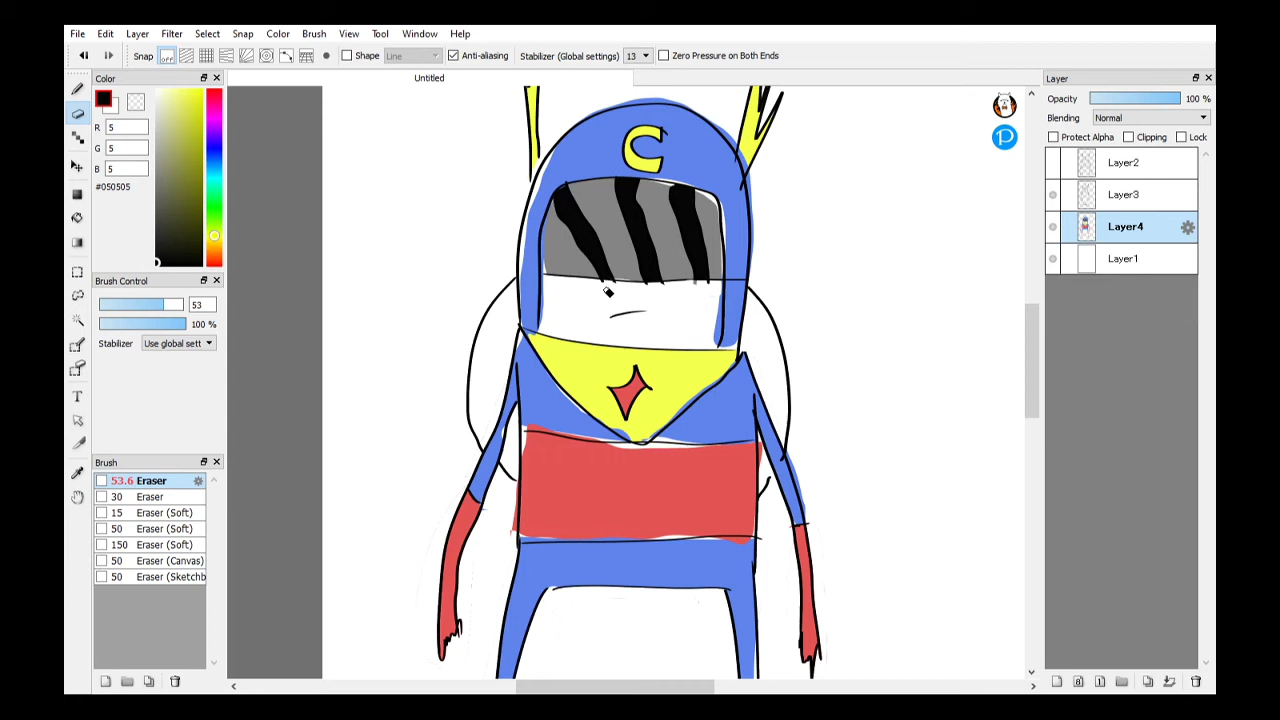 File Edit Layer Filter Select Snap Color Brush View Tool Window Help
Snap OFF Shape Line Anti-aliasing Stabilizer (Global settings) 13 Zero Pressure on Both Ends
Color
Untitled
Layer
R 5
G 5
B 5
#050505
Brush Control
53
100 %
Stabilizer Use global sett
Brush
53.6 Eraser
30 Eraser
15 Eraser (Soft)
50 Eraser (Soft)
150 Eraser (Soft)
50 Eraser (Canvas)
50 Eraser (Sketchb
C
Opacity 100 %
Blending Normal
Protect Alpha Clipping Lock
Layer2
Layer3
Layer4
Layer1